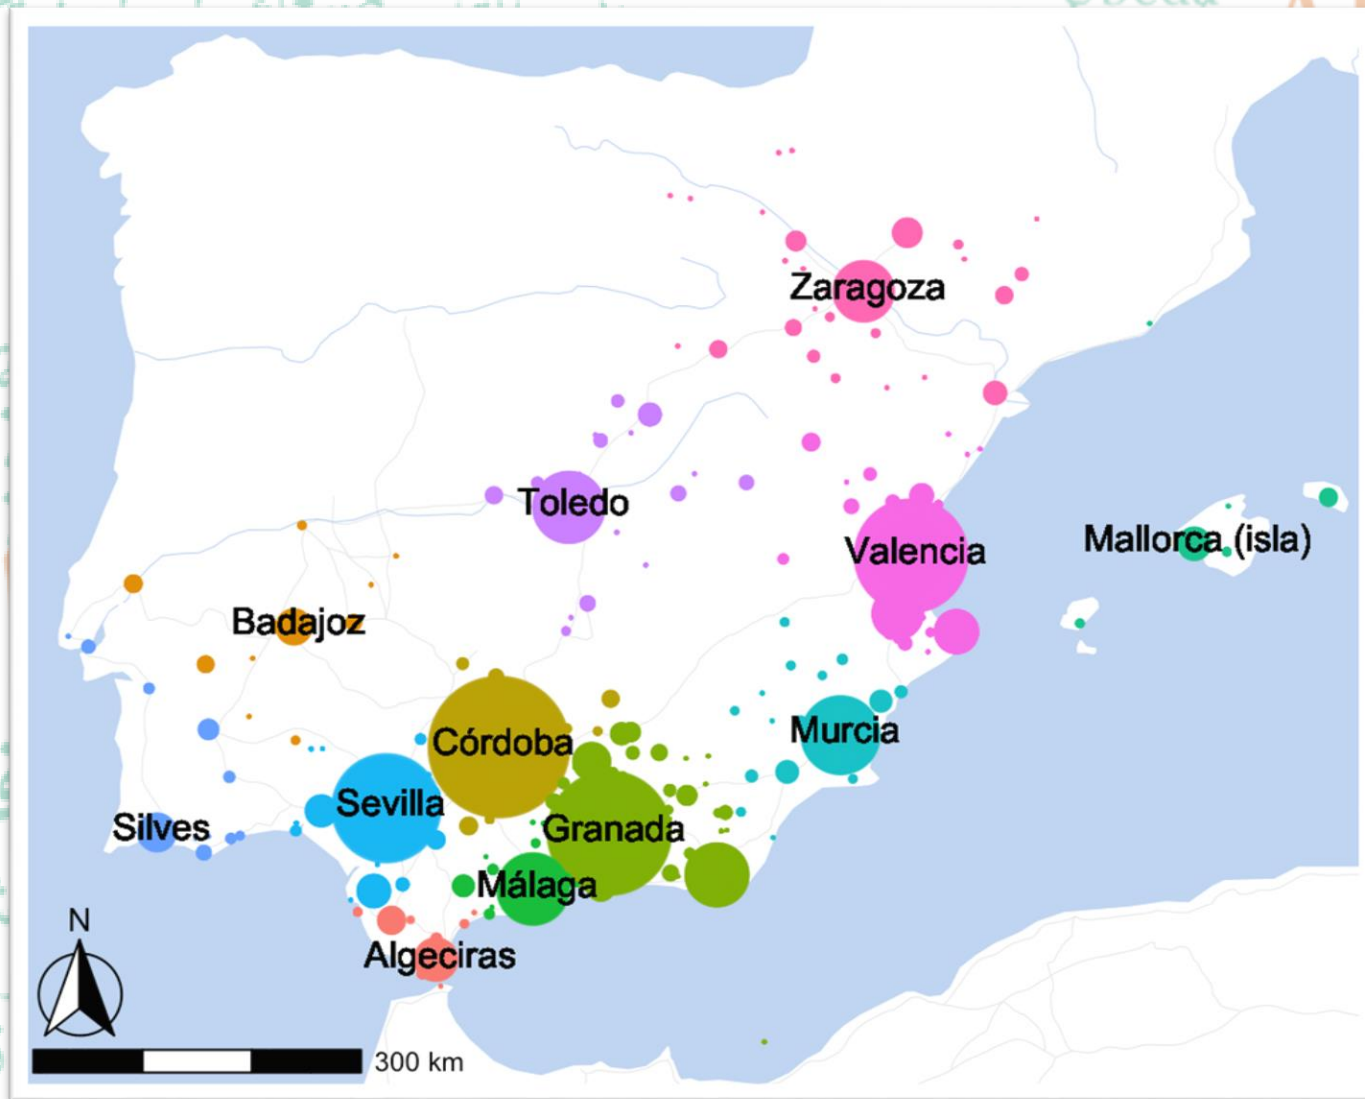 Zaragoza
Toledo
Valencia
Mallorca (isla)
Badajoz
Córdoba
Murcia
Sevilla
Silves
Granada
Málaga
Algeciras
N
300 km